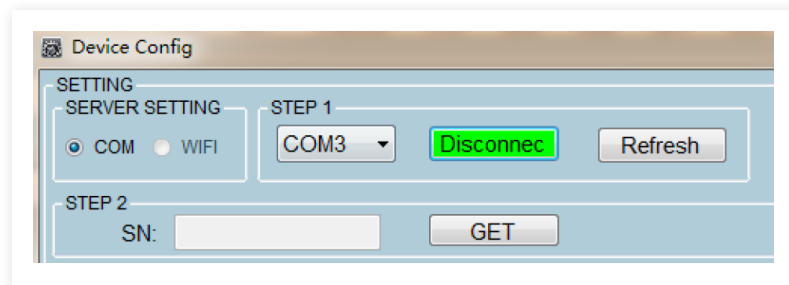 Device Config
SETTING
SERVER SETTING
STEP 1
COM WIFI
COM3 Disconnec Refresh
STEP 2
SN: GET